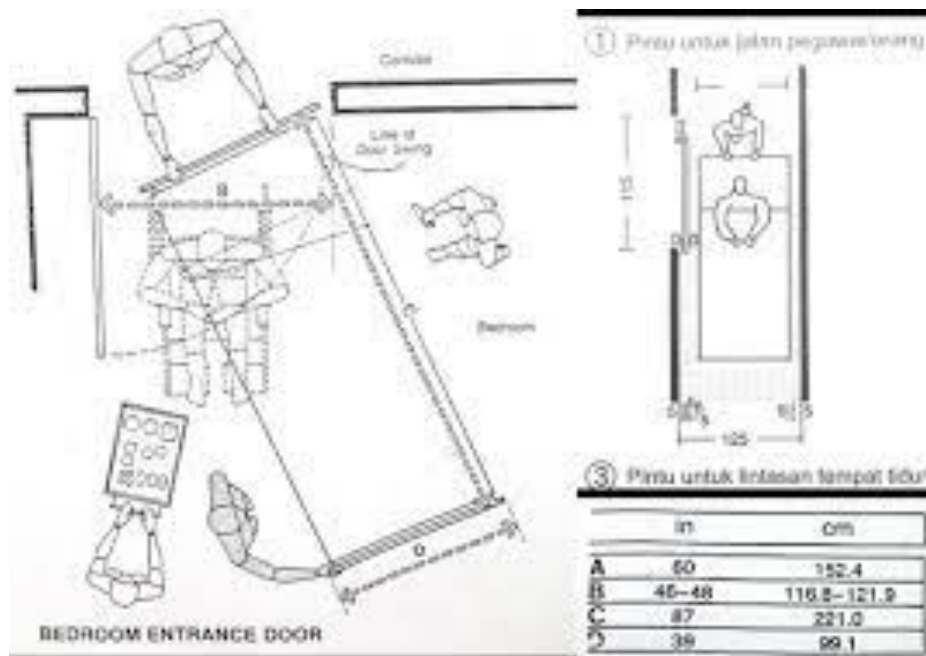 Corridor
Line of
Door Swing
B
C
Bedroom
D
BEDROOM ENTRANCE DOOR
1 Pintu untuk jalan pegawai/orang
115
125
3 Pintu untuk lintasan tempat tidur
in cm
A 60 152.4
B 46-48 116.8-121.9
C 87 221.0
D 39 99.1